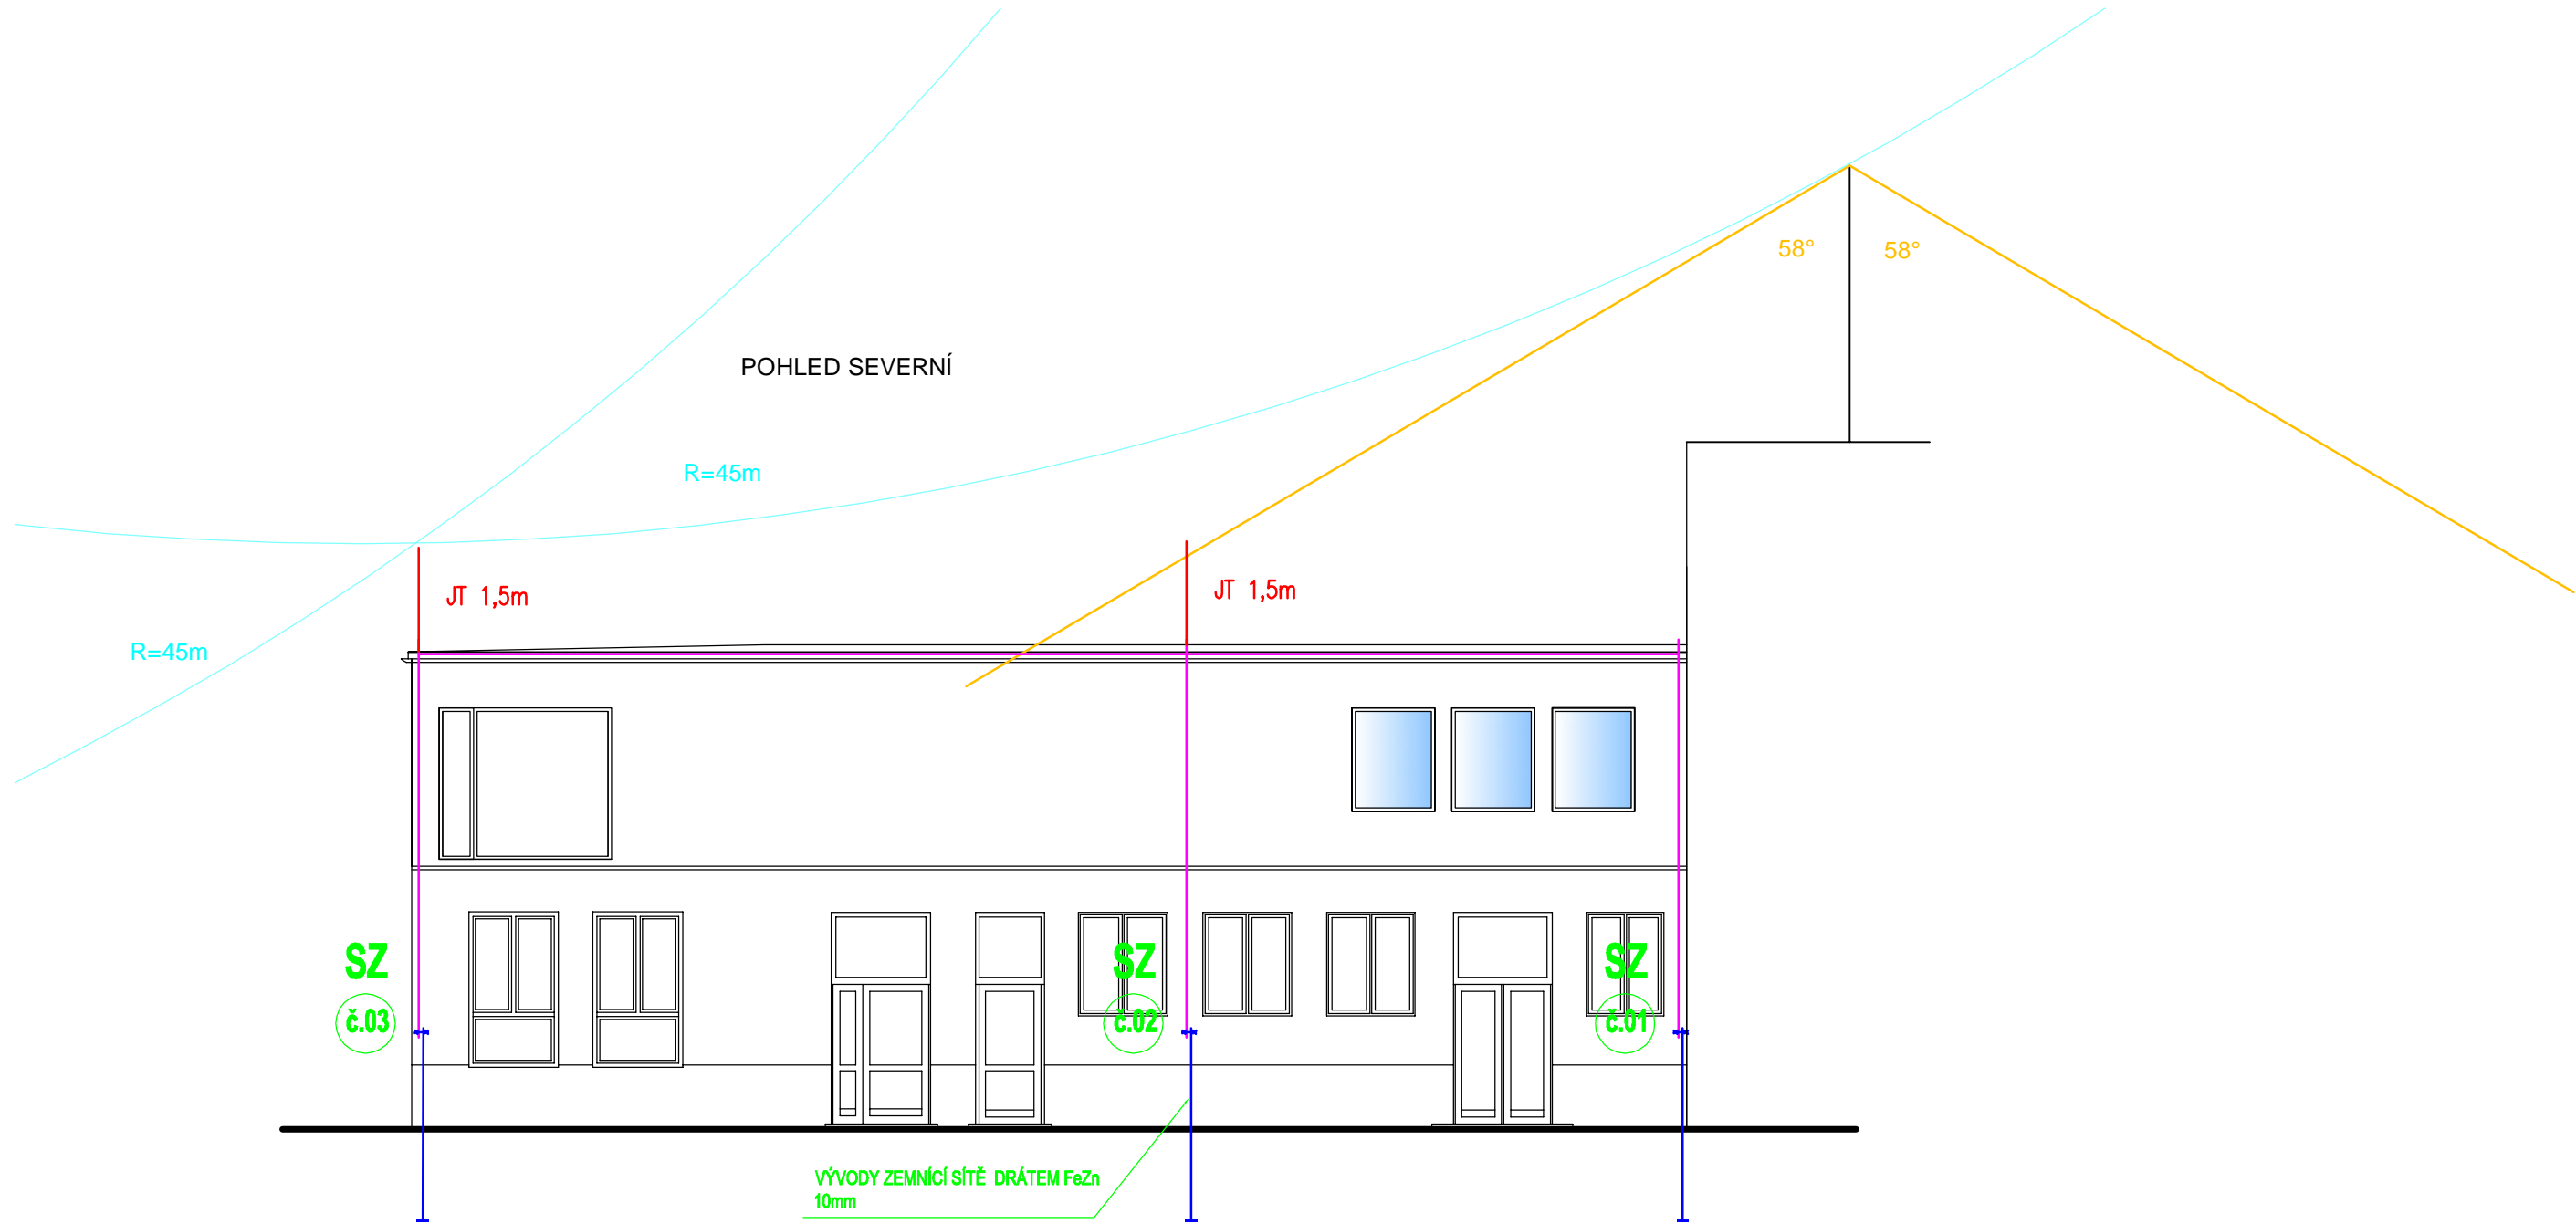 58°
58°
POHLED SEVERNÍ
R=45m
JT 1,5m
JT 1,5m
R=45m
SZ
č.03
SZ
č.02
SZ
č.01
VÝVODY ZEMNÍCÍ SÍTĚ DRÁTEM FeZn
10mm